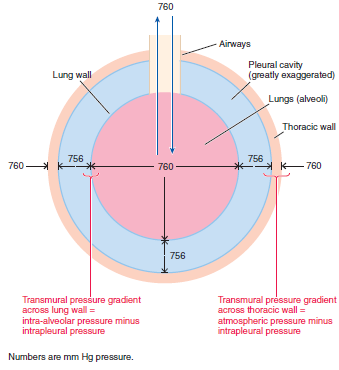 760
Airways
Pleural cavity
(greatly exaggerated)
Lung wall
Lungs (alveoli)
Thoracic wall
760 756 760 756 760
756
Transmural pressure gradient
across lung wall =
intra-alveolar pressure minus
intrapleural pressure
Transmural pressure gradient
across thoracic wall =
atmospheric pressure minus
intrapleural pressure
Numbers are mm Hg pressure.